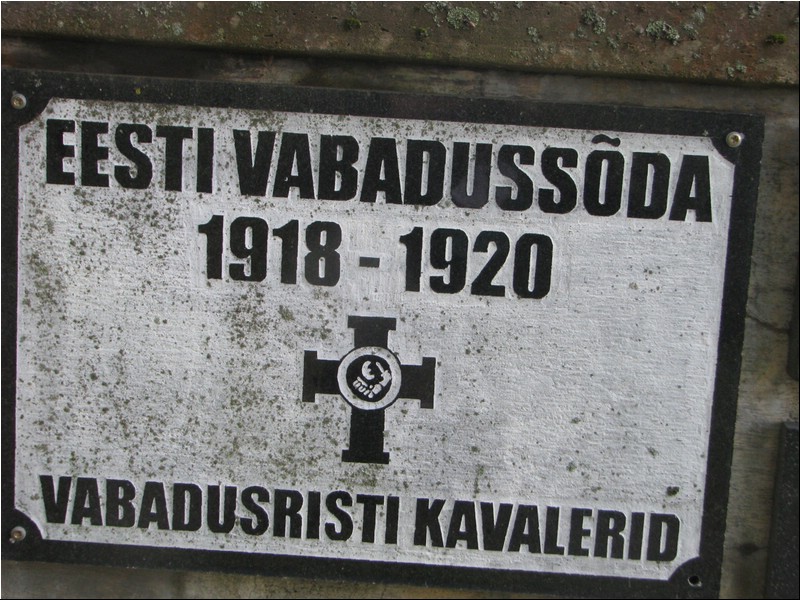 EESTI VABADUSSÕDA
1918 - 1920
VABADUSRISTI KAVALERID